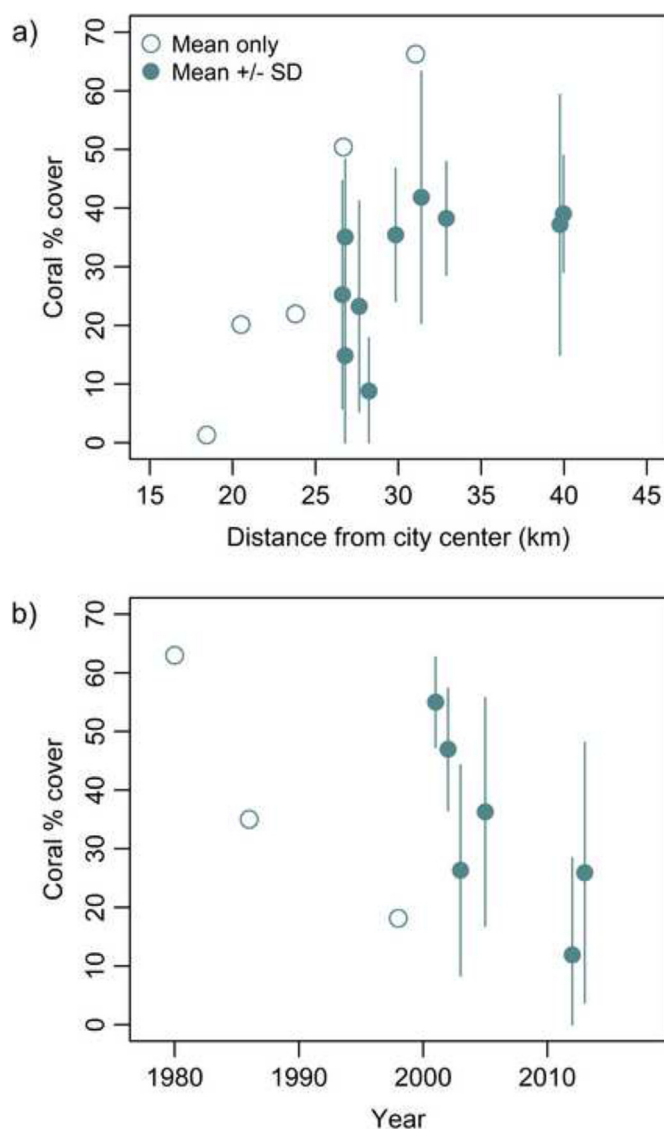 a)
Mean only
Mean +/- SD
Coral % cover
70
60
50
40
30
20
10
0
15 20 25 30 35 40 45
Distance from city center (km)
b)
Coral % cover
70
60
50
40
30
20
10
0
1980 1990 2000 2010
Year